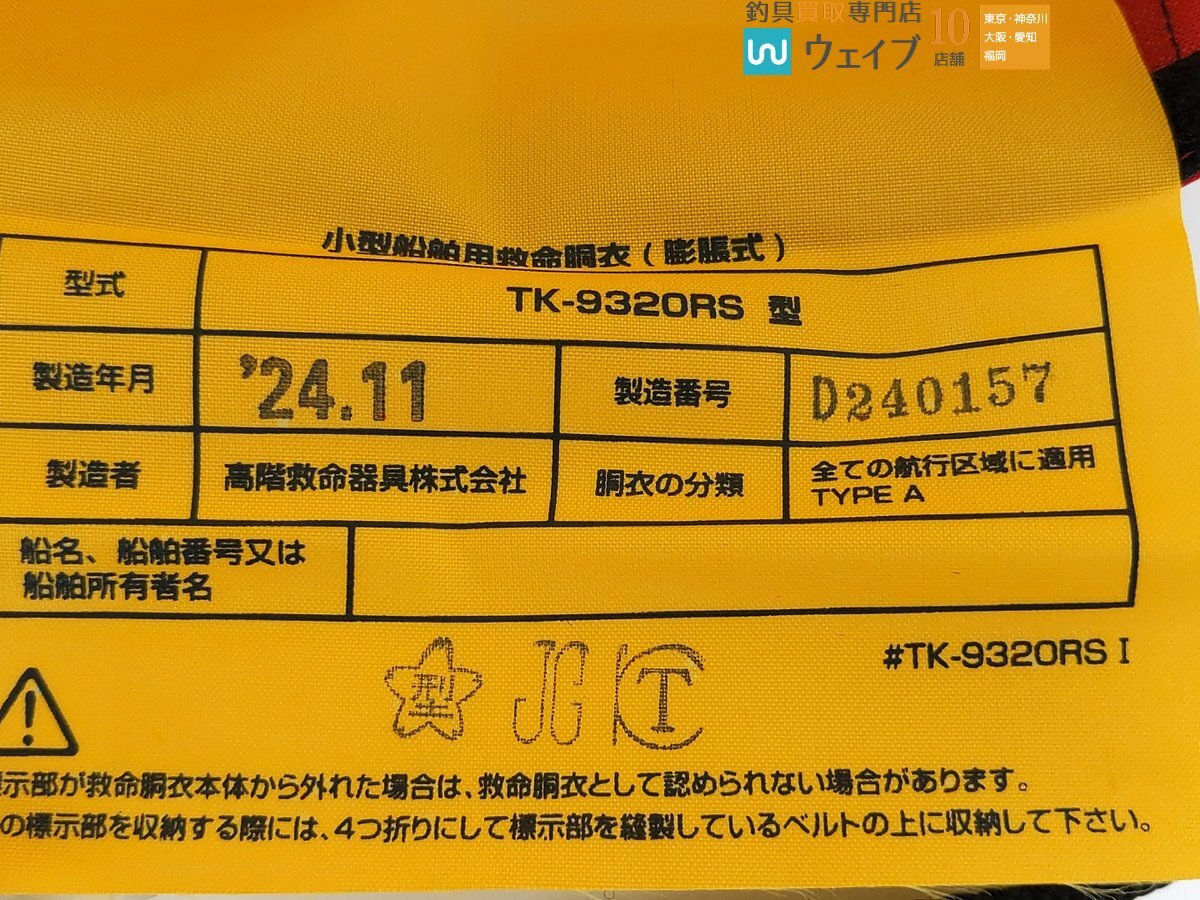 釣具買取専門店
ウェイブ
10
店舗
東京・神奈川
大阪・愛知
福岡
小型船舶用救命胴衣(膨脹式)
型式
TK-9320RS 型
製造年月
'24.11
製造番号
D240157
製造者
高階救命器具株式会社
胴衣の分類
全ての航行区域に適用
TYPE A
船名、船舶番号又は
船舶所有者名
#TK-9320RS I
型 JG T
示部が救命胴衣本体から外れた場合は、救命胴衣として認められない場合があります。
の標示部を収納する際には、4つ折りにして標示部を縫製しているベルトの上に収納して下さい。